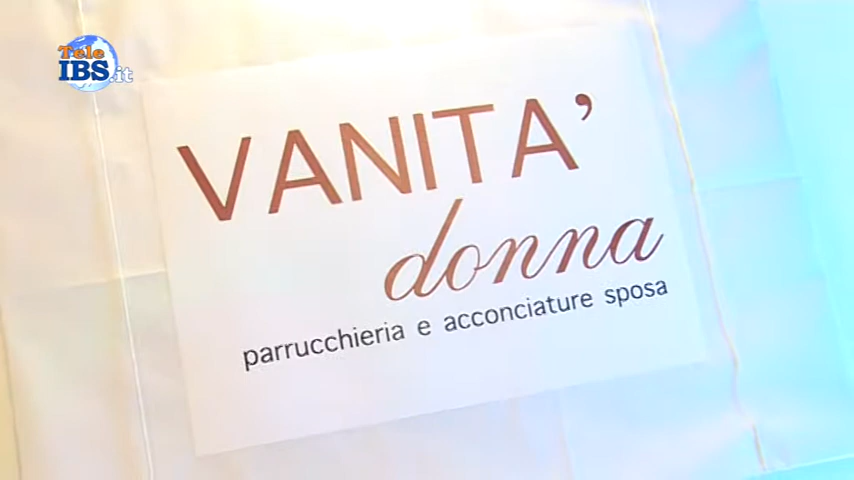 Tele
IBS.it
VANITA’
donna
parrucchieria e acconciature sposa